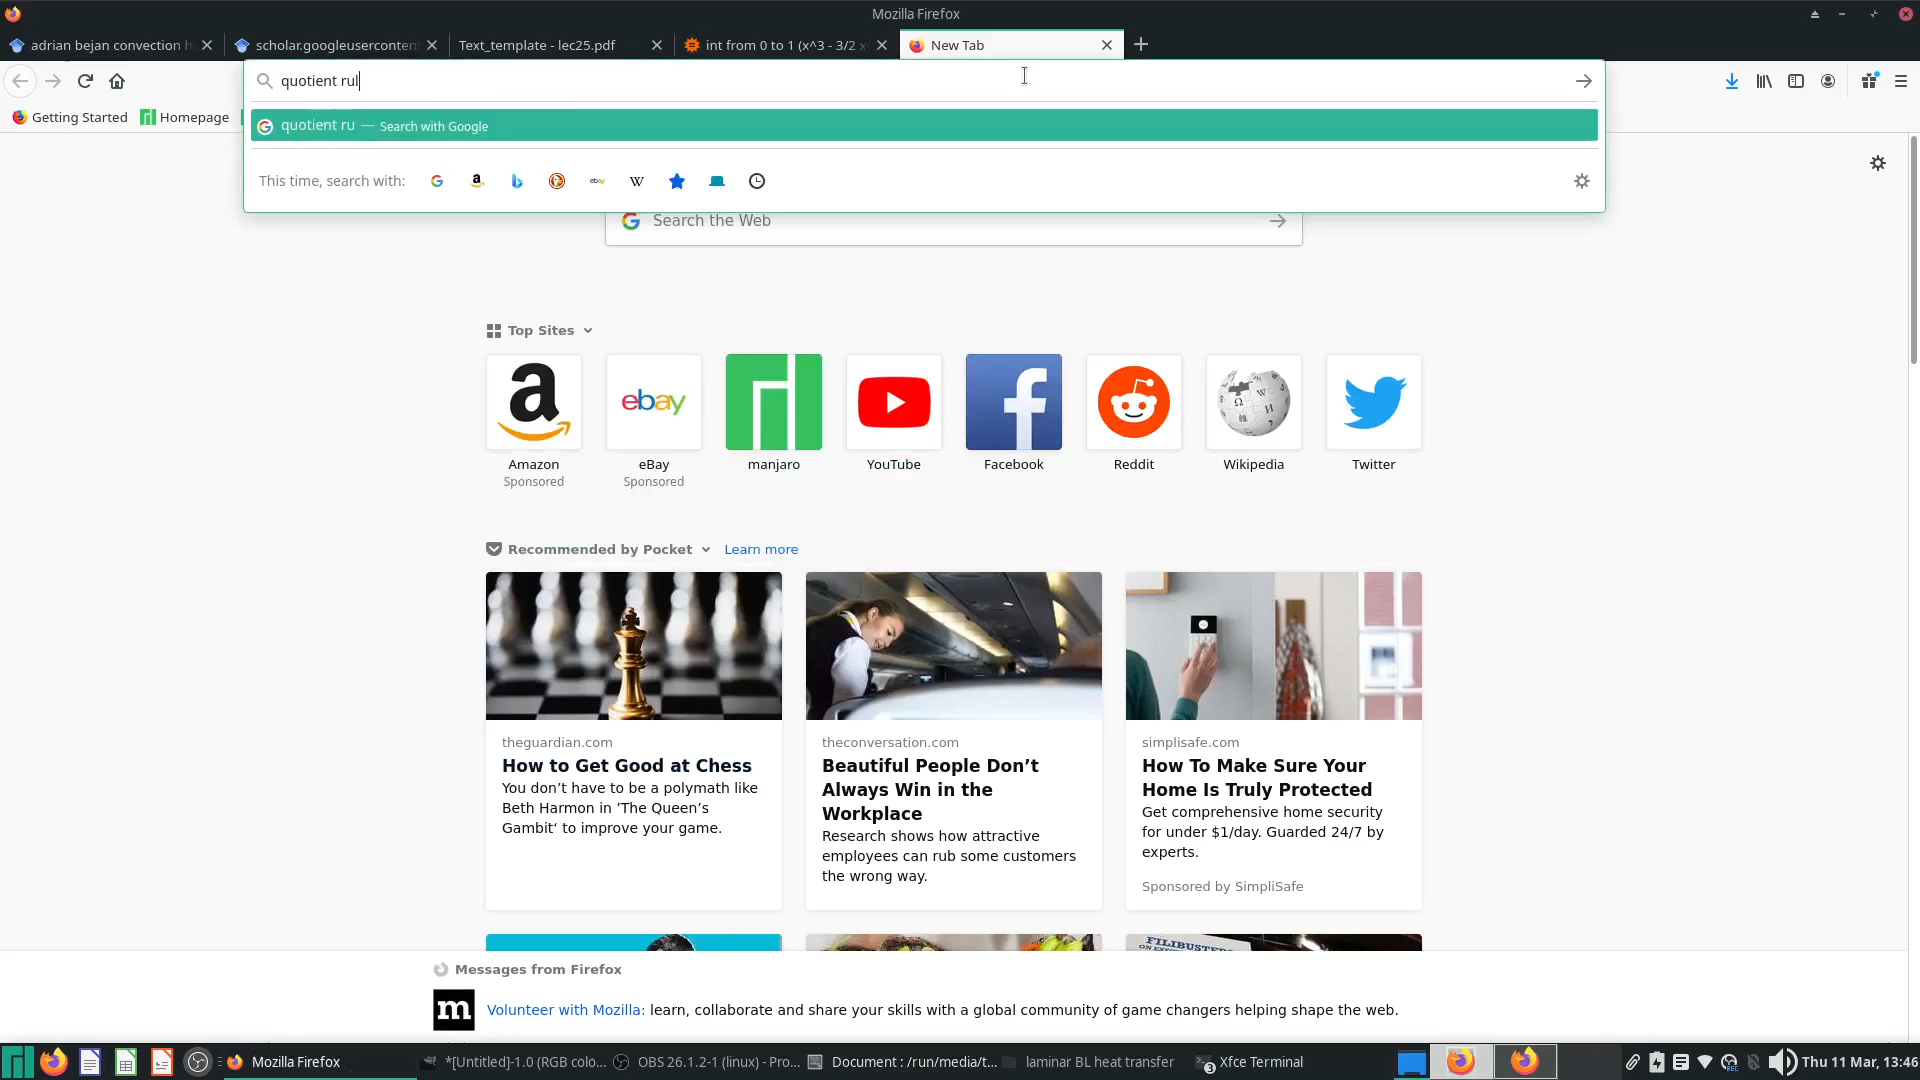 Mozilla Firefox
adrian bejan convection h
scholar.googleuserconten
Text_template - lec25.pdf
int from 0 to 1 (x^3 - 3/2 x
New Tab
quotient rul
Getting Started
Homepage
quotient ru — Search with Google
This time, search with:
Search the Web
Top Sites
Amazon
Sponsored
eBay
Sponsored
manjaro
YouTube
Facebook
Reddit
Wikipedia
Twitter
Recommended by Pocket
Learn more
theguardian.com
How to Get Good at Chess
You don’t have to be a polymath like
Beth Harmon in ’The Queen’s
Gambit’ to improve your game.
theconversation.com
Beautiful People Don’t
Always Win in the
Workplace
Research shows how attractive
employees can rub some customers
the wrong way.
simplisafe.com
How To Make Sure Your
Home Is Truly Protected
Get comprehensive home security
for under $1/day. Guarded 24/7 by
experts.
Sponsored by SimpliSafe
Messages from Firefox
Volunteer with Mozilla: learn, collaborate and share your skills with a global community of game changers helping shape the web.
Mozilla Firefox
*[Untitled]-1.0 (RGB colo...
OBS 26.1.2-1 (linux) - Pro...
Document : /run/media/t...
laminar BL heat transfer
3 Xfce Terminal
Thu 11 Mar, 13:46